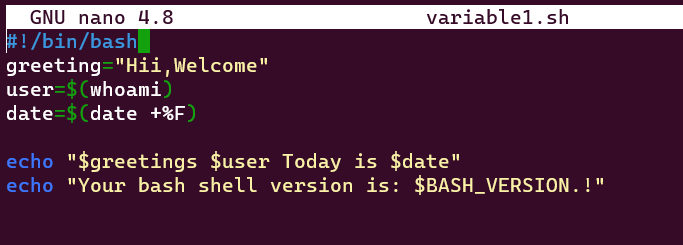 GNU nano 4.8 variable1.sh
#!/bin/bash
greeting="Hii,Welcome"
user=$(whoami)
date=$(date +%F)
echo "$greetings $user Today is $date"
echo "Your bash shell version is: $BASH_VERSION.!"